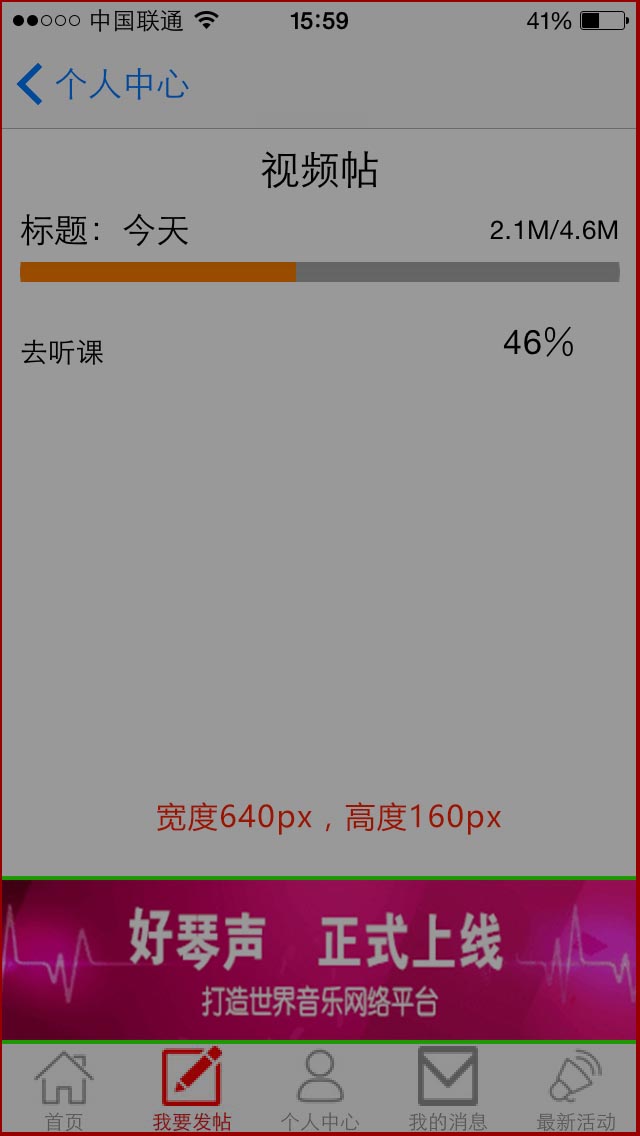 中国联通 15:59 41%
个人中心
视频帖
标题：今天 2.1M/4.6M
去听课 46%
宽度640px，高度160px
好琴声 正式上线
打造世界音乐网络平台
首页 我要发帖 个人中心 我的消息 最新活动